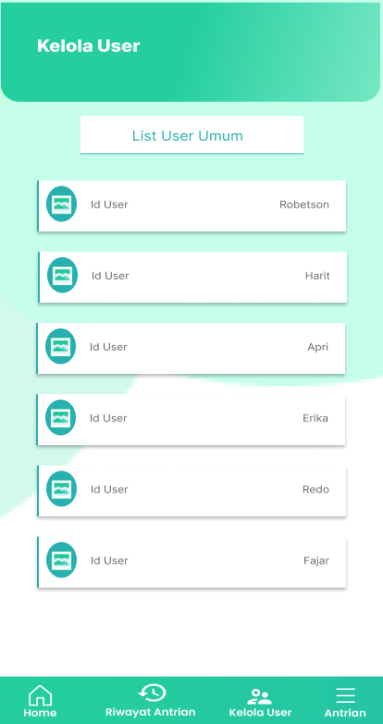 Kelola User
List User Umum
Id User Robetson
Id User Harit
Id User Apri
Id User Erika
Id User Redo
Id User Fajar
Home Riwayat Antrian Kelola User Antrian